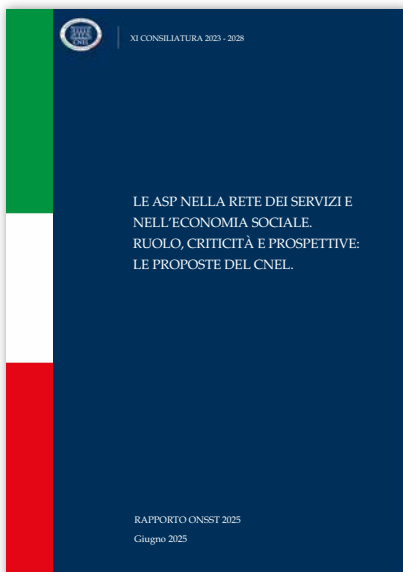 CNEL
XI CONSILIATURA 2023 - 2028
LE ASP NELLA RETE DEI SERVIZI E
NELL’ECONOMIA SOCIALE.
RUOLO, CRITICITÀ E PROSPETTIVE:
LE PROPOSTE DEL CNEL.
RAPPORTO ONSST 2025
Giugno 2025